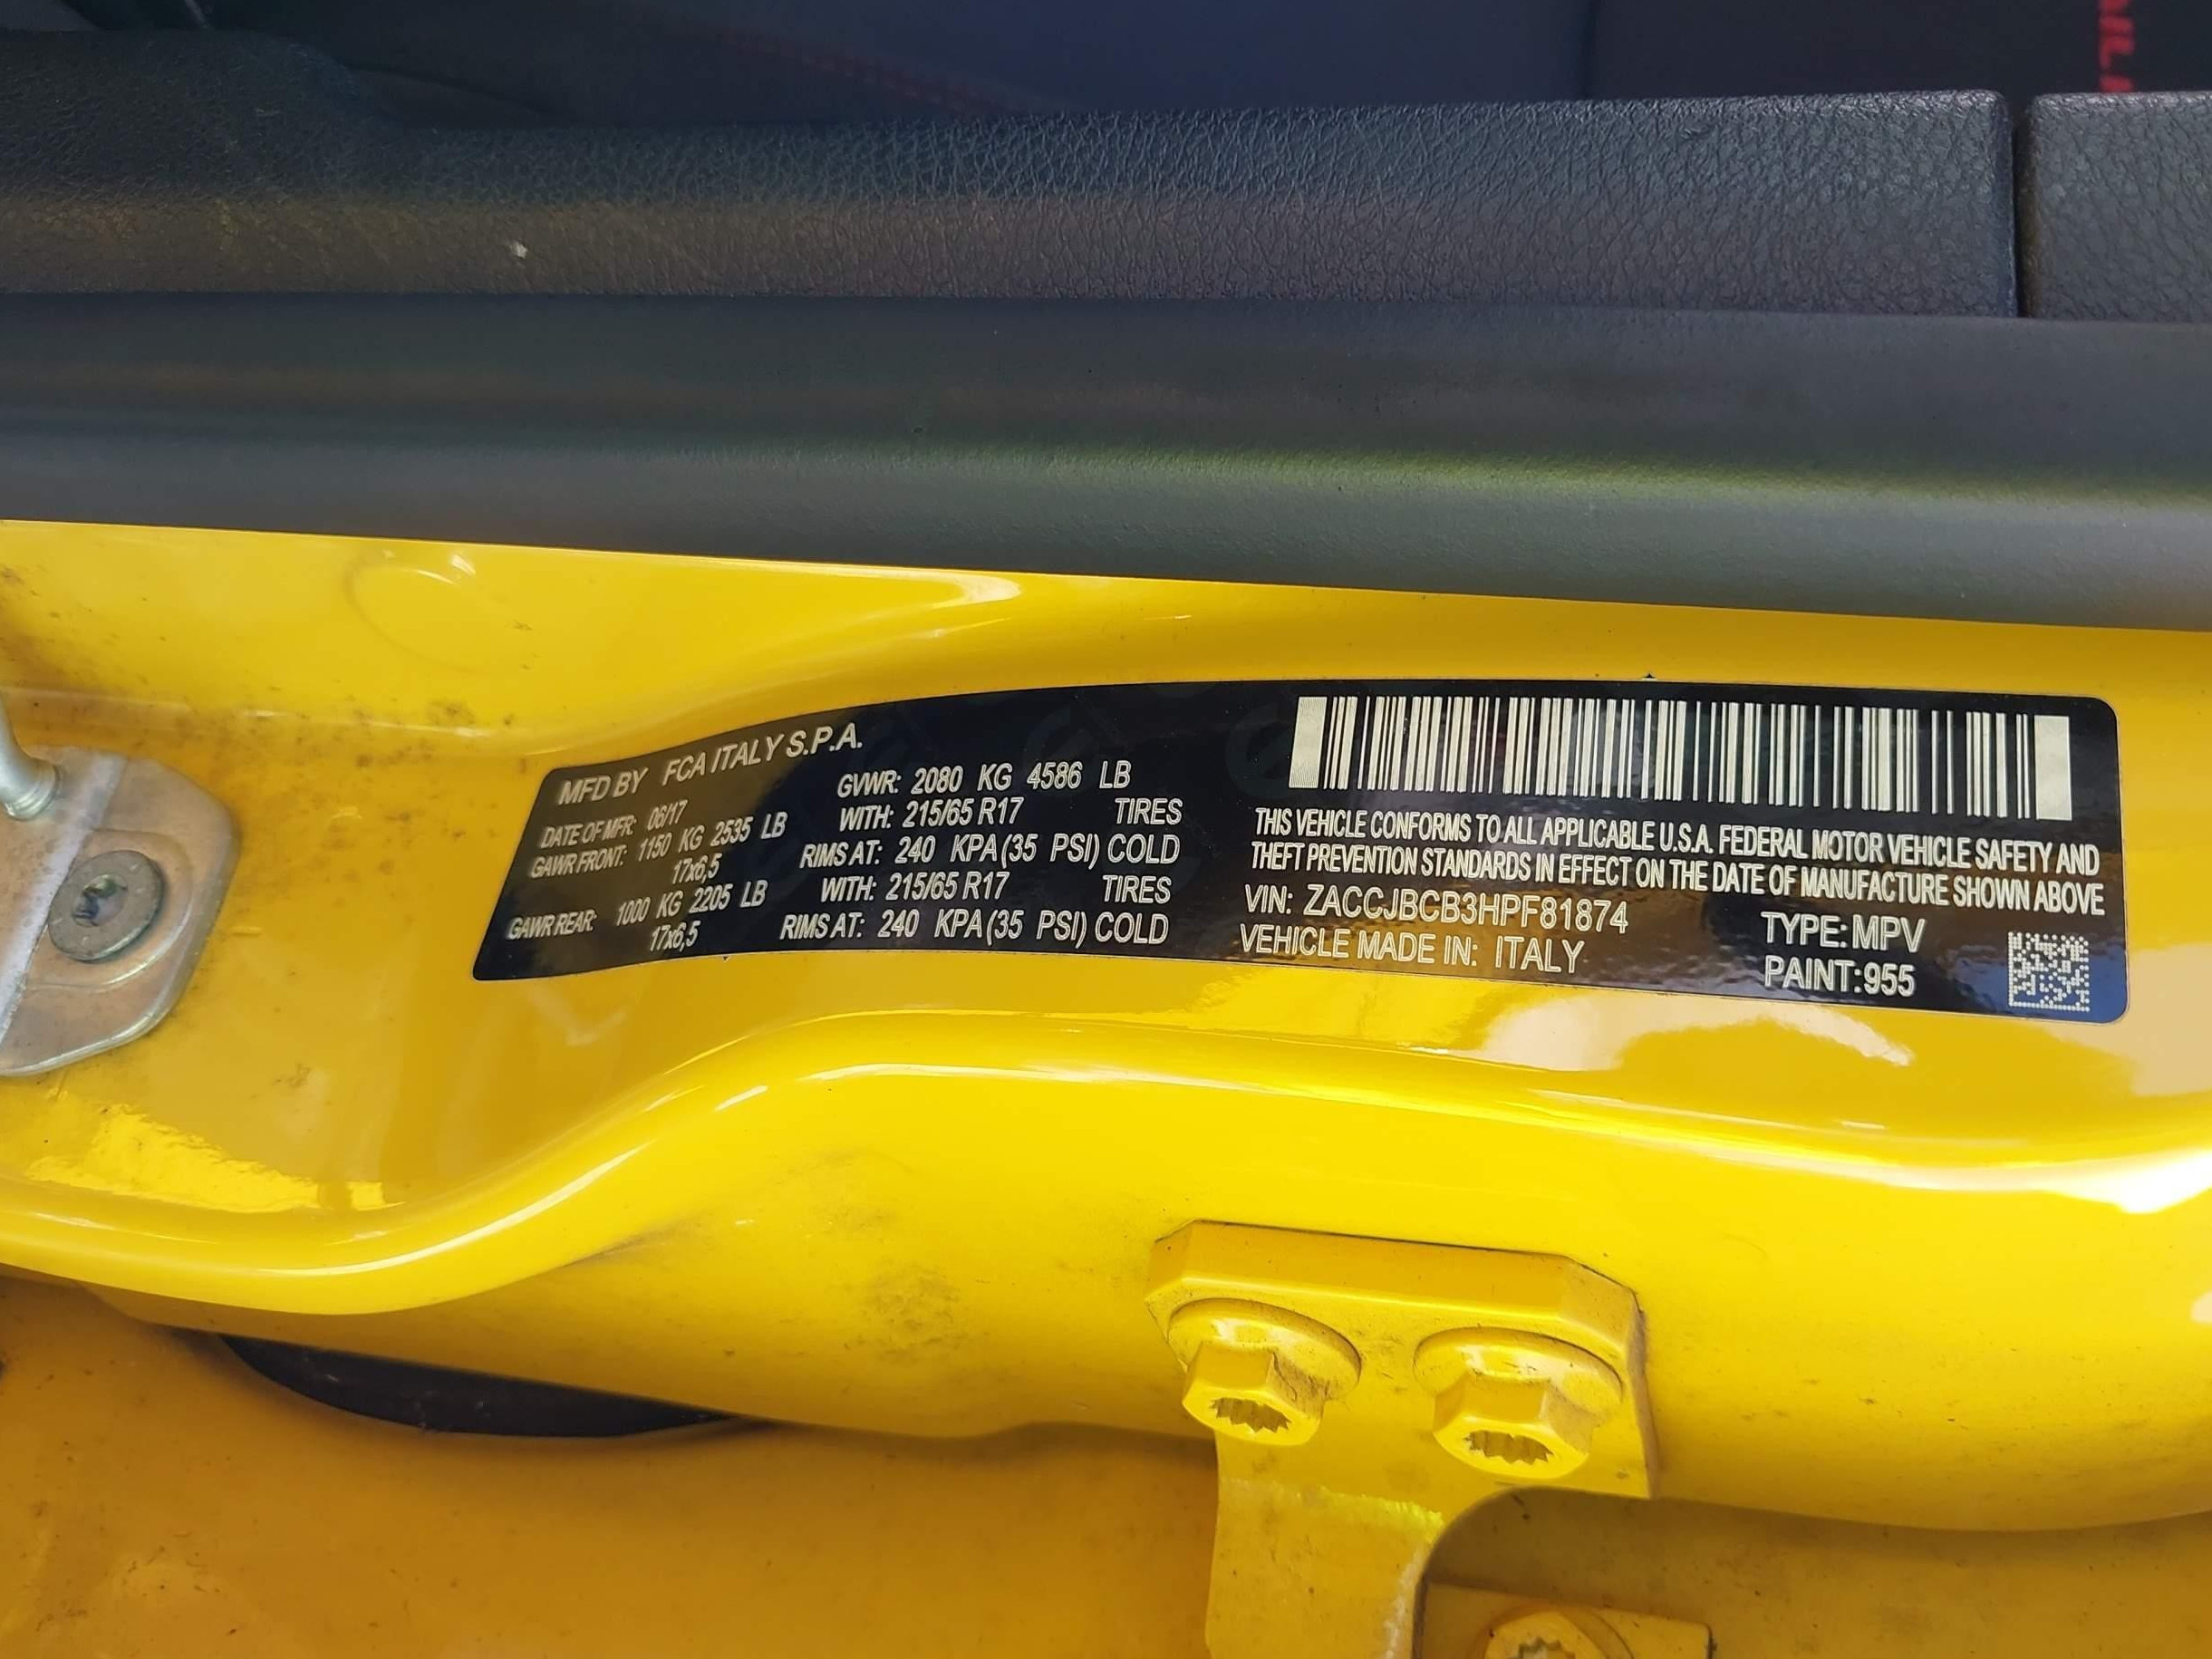 MFD BY FCA ITALY S.P.A.
DATE OF MFR: 06/17 GVWR: 2080 KG 4586 LB
GAWR FRONT: 1150 KG 2535 LB WITH: 215/65 R17 TIRES
17x6,5 RIMS AT: 240 KPA (35 PSI) COLD
GAWR REAR: 1000 KG 2205 LB WITH: 215/65 R17 TIRES
17x6,5 RIMS AT: 240 KPA (35 PSI) COLD
THIS VEHICLE CONFORMS TO ALL APPLICABLE U.S.A. FEDERAL MOTOR VEHICLE SAFETY AND
THEFT PREVENTION STANDARDS IN EFFECT ON THE DATE OF MANUFACTURE SHOWN ABOVE
VIN: ZACCJBCB3HPF81874 TYPE: MPV
VEHICLE MADE IN: ITALY PAINT: 955